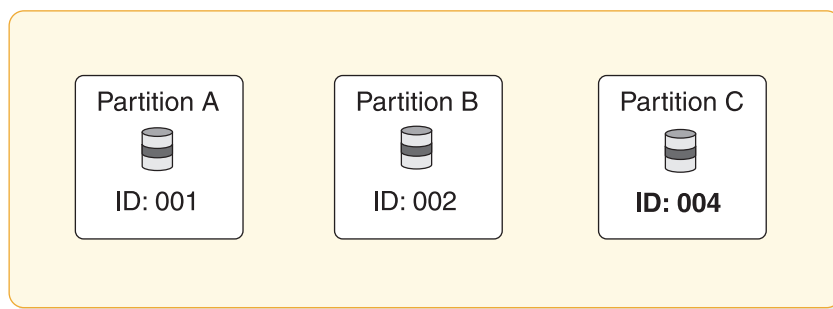 Partition A
ID: 001
Partition B
ID: 002
Partition C
ID: 004